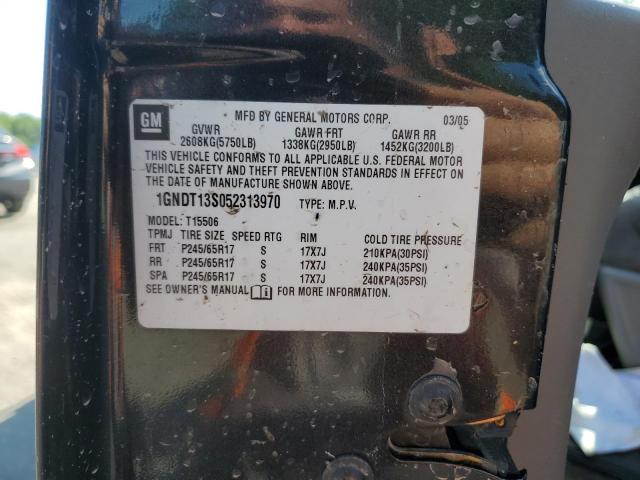 GM
MFD BY GENERAL MOTORS CORP. 03/05
GVWR GAWR FRT GAWR RR
2608KG(5750LB) 1338KG(2950LB) 1452KG(3200LB)
THIS VEHICLE CONFORMS TO ALL APPLICABLE U.S. FEDERAL MOTOR
VEHICLE SAFETY AND THEFT PREVENTION STANDARDS IN EFFECT ON
THE DATE OF MANUFACTURE SHOWN ABOVE.
1GNDT13S052313970 TYPE: M.P.V.
MODEL: T15506
TPMJ TIRE SIZE SPEED RTG RIM COLD TIRE PRESSURE
FRT P245/65R17 S 17X7J 210KPA(30PSI)
RR P245/65R17 S 17X7J 240KPA(35PSI)
SPA P245/65R17 S 17X7J 240KPA(35PSI)
SEE OWNER'S MANUAL FOR MORE INFORMATION.